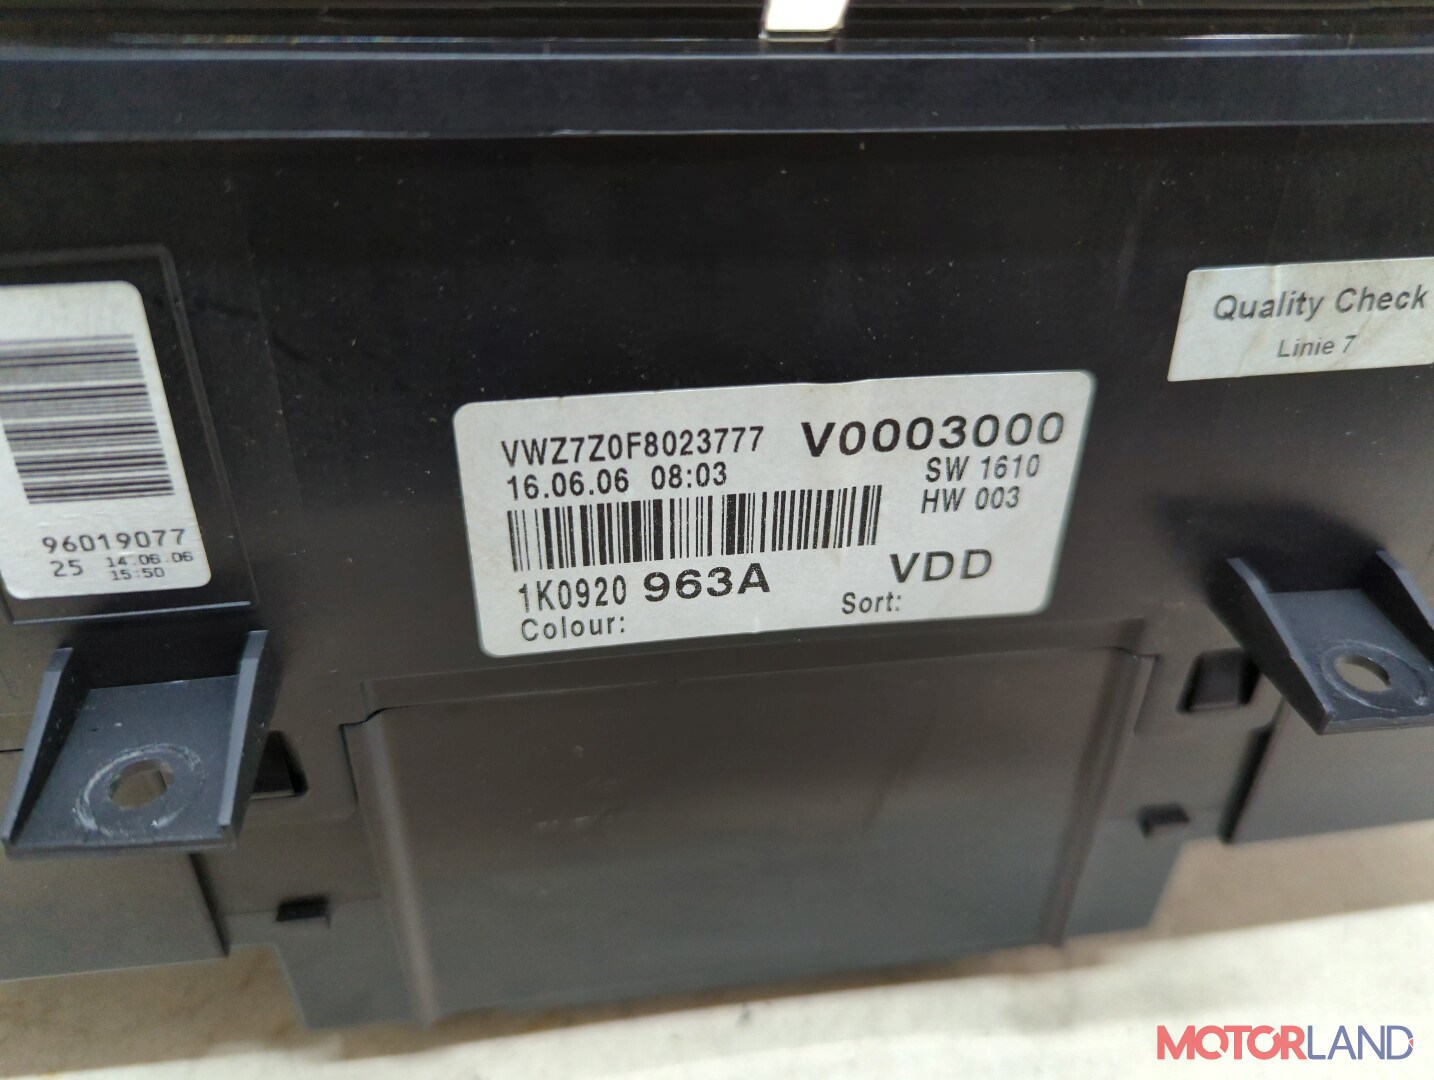 Quality Check
Linie 7
VWZ7Z0F8023777 V0003000
16.06.06 08:03 SW 1610
HW 003
1K0920 963A VDD
Colour: Sort:
96019077
25 14.06.06
15:50
MOTORLAND